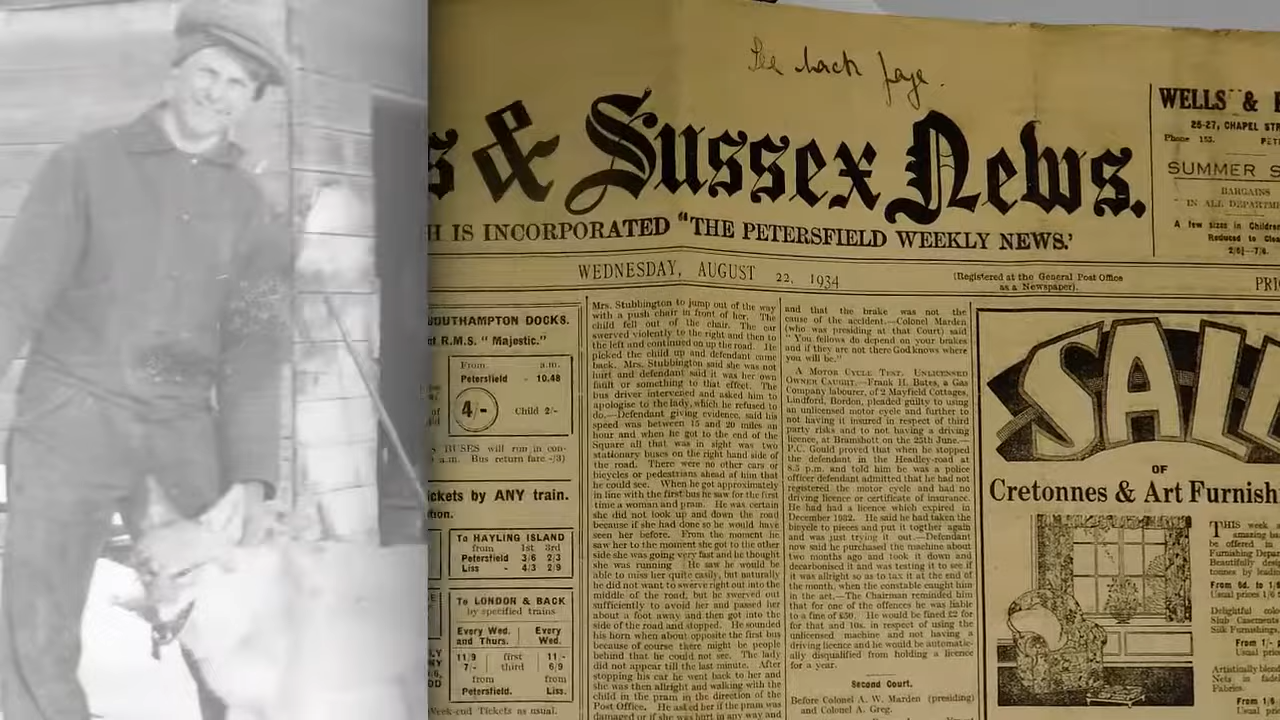 See back page.
s & Sussex News.
H IS INCORPORATED "THE PETERSFIELD WEEKLY NEWS.'
WELLS & 
25-27, CHAPEL
Phone 153.
SUMMER S
BARGAINS
IN ALL
A few sizes in
Reduced to
2/6—7/6.
WEDNESDAY, AUGUST 22, 1934
(Registered at the General Post Office
as a Newspaper).
SOUTHAMPTON DOCKS.
R.M.S. "Majestic."
From a.m.
Petersfield - 10.48
4/- Child 2/-
BUSES will run in con-
a.m. Bus return fare -/3)
ickets by ANY train.
tion.
To HAYLING ISLAND
from 1st. 3rd
Petersfield 3/6 2/3
Liss - 4/3 2/9
To LONDON & BACK
by specified trains
Every Wed. Every
and Thurs. Wed.
11/9 first 11/-
7/- third 6/9
from from
Petersfield. Liss.
Week-end Tickets as usual.
Mrs. Stubbington to jump out of the way
with a push chair in front of her. The
child fell out of the chair. The car
swerved violently to the right and then to
the left and continued on up the road. He
picked the child up and defendant came
back. Mrs. Stubbington said she was not
hurt and defendant said it was her own
fault or something to that effect. The
bus driver intervened and asked him to
apologise to the lady, which he refused to
do.—Defendant giving evidence, said his
speed was between 15 and 20 miles an
hour and when he got to the end of the
Square all that was in sight was two
stationary buses on the right hand side of
the road. There were no other cars or
bicycles or pedestrians ahead of him that
he could see. When he got approximately
in line with the first bus he saw for the first
time a woman and pram. He was certain
she did not look up and down the road
because if she had done so he would have
seen her before. From the moment he
saw her to the moment she got to the other
side she was going very fast and he thought
she was running He saw he would be
able to miss her quite easily, but naturally
he did not want to swerve right out into the
middle of the road, but he swerved out
sufficiently to avoid her and passed her
about a foot away and then got into the
side of the road and stopped. He sounded
his horn when about opposite the first bus
because of course there might be people
behind that he could not see. The lady
did not appear till the last minute. After
stopping his car he went back to her and
she was then allright and walking with the
child in the pram in the direction of the
Post Office. He asked her if the pram was
damaged or if she was hurt in any way and
and that the brake was not the
cause of the accident.—Colonel Marden
(who was presiding at that Court) said
"You fellows do depend on your brakes
and if they are not there God knows where
you will be."
A MOTOR CYCLE TEST. UNLICENSED
OWNER CAUGHT.—Frank H. Bates, a Gas
Company labourer, of 2 Mayfield Cottages,
Lindford, Bordon, pleaded guilty to using
an unlicensed motor cycle and further to
not having it insured in respect of third
party risks and to not having a driving
licence, at Bramshott on the 25th June.—
P.C. Gould proved that when he stopped
the defendant in the Headley-road at
8.5 p.m. and told him he was a police
officer defendant admitted that he had not
registered the motor cycle and had no
driving licence or certificate of insurance.
He had had a licence which expired in
December 1932. He said he had taken the
bicycle to pieces and put it together again
and was just trying it out.—Defendant
now said he purchased the machine about
two months ago and took it down and
decarbonised it and was testing it to see if
it was allright so as to tax it at the end of
the month, when the constable caught him
in the act.—The Chairman reminded him
that for one of the offences he was liable
to a fine of £50. He would be fined £2 for
for that and 10s. in respect of using the
unlicensed machine and not having a
driving licence and he would be automatic-
ally disqualified from holding a licence
for a year.
Second Court.
Before Colonel A. W. Marden (presiding)
and Colonel A. Greg.
SALE
OF
Cretonnes & Art Furnish
THIS week
amazing
be offered in
Furnishing
Beautifully
tonnes by
From 6d. to
Usual prices 1/6
Delightful
Slub Casements
Silk Furnishings.
From 1/-
Usual
Artistically
Nets in
Fabrics.
From
Usual